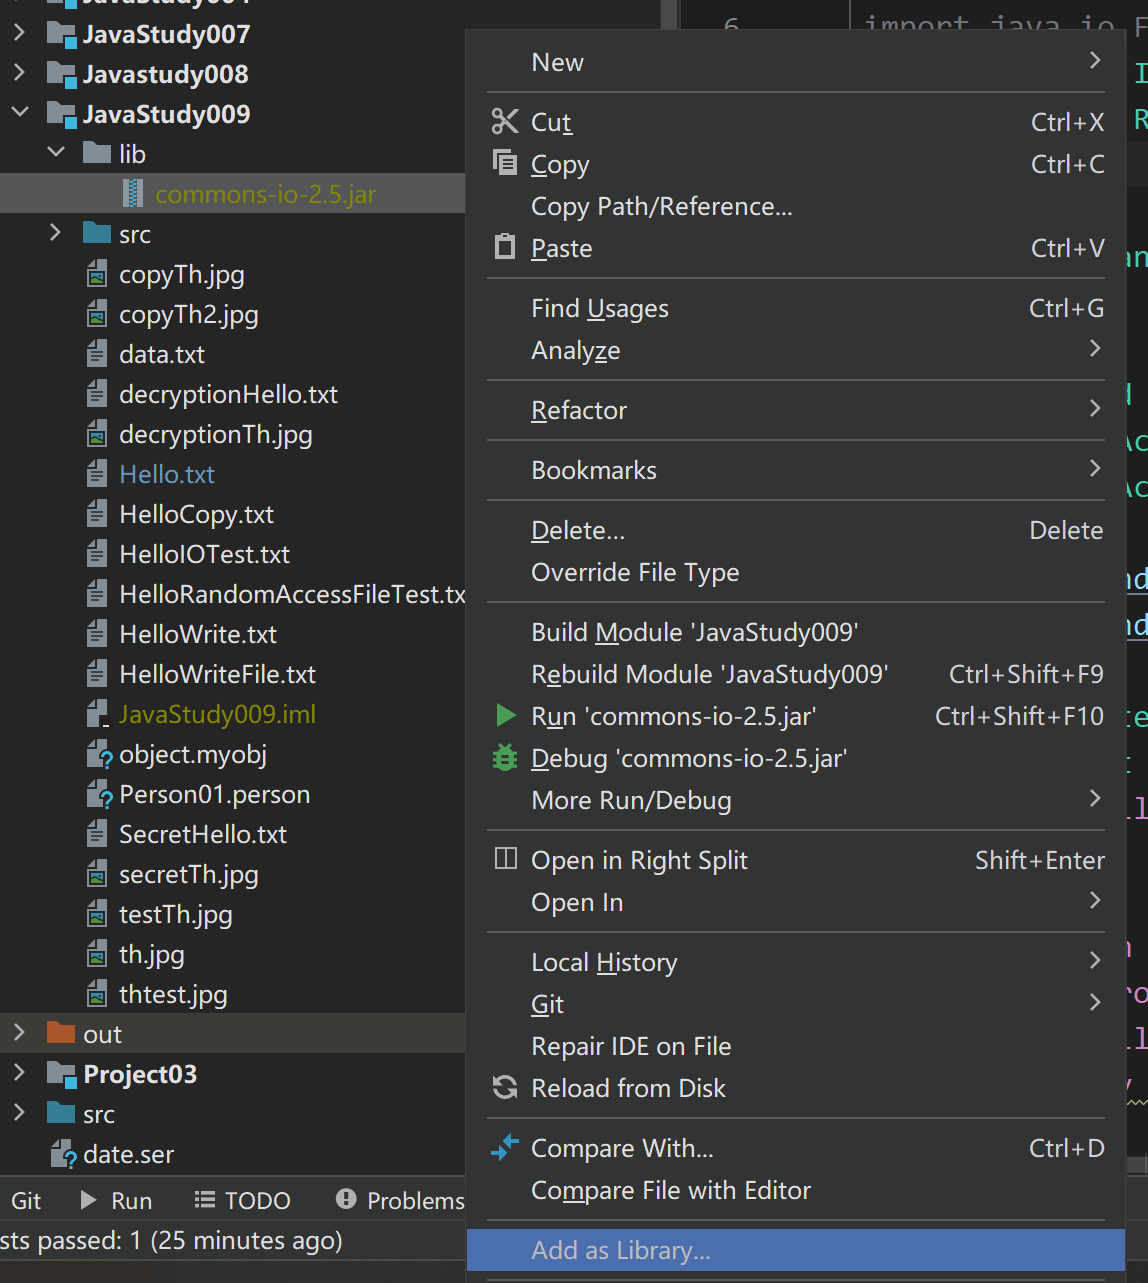 JavaStudy007
Javastudy008
JavaStudy009
lib
commons-io-2.5.jar
src
copyTh.jpg
copyTh2.jpg
data.txt
decryptionHello.txt
decryptionTh.jpg
Hello.txt
HelloCopy.txt
HelloIOTest.txt
HelloRandomAccessFileTest.tx
HelloWrite.txt
HelloWriteFile.txt
JavaStudy009.iml
object.myobj
Person01.person
SecretHello.txt
secretTh.jpg
testTh.jpg
th.jpg
thtest.jpg
out
Project03
src
date.ser
Git Run TODO Problems
sts passed: 1 (25 minutes ago)
6 import java.io.F
New
Cut Ctrl+X
Copy Ctrl+C
Copy Path/Reference...
Paste Ctrl+V
Find Usages Ctrl+G
Analyze
Refactor
Bookmarks
Delete... Delete
Override File Type
Build Module 'JavaStudy009'
Rebuild Module 'JavaStudy009' Ctrl+Shift+F9
Run 'commons-io-2.5.jar' Ctrl+Shift+F10
Debug 'commons-io-2.5.jar'
More Run/Debug
Open in Right Split Shift+Enter
Open In
Local History
Git
Repair IDE on File
Reload from Disk
Compare With... Ctrl+D
Compare File with Editor
Add as Library...